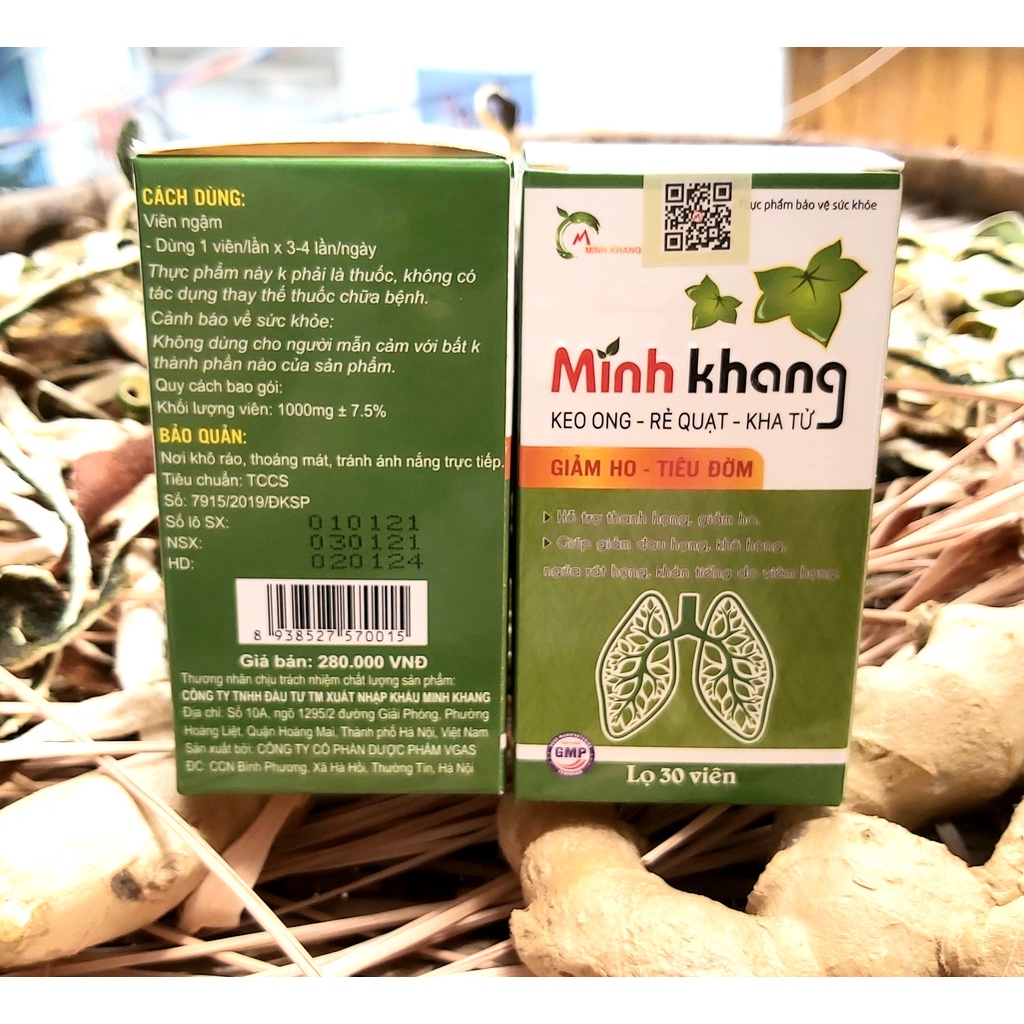 CÁCH DÙNG:
Viên ngậm
- Dùng 1 viên/lần x 3-4 lần/ngày
Thực phẩm này k phải là thuốc, không có
tác dụng thay thế thuốc chữa bệnh.
Cảnh báo về sức khỏe:
Không dùng cho người mẫn cảm với bất k
thành phần nào của sản phẩm.
Quy cách bao gói:
Khối lượng viên: 1000mg ± 7.5%
BẢO QUẢN:
Nơi khô ráo, thoáng mát, tránh ánh nắng trực tiếp.
Tiêu chuẩn: TCCS
Số: 7915/2019/ĐKSP
Số lô SX: 010121
NSX: 030121
HD: 020124
8 938527 570015
Giá bán: 280.000 VNĐ
Thương nhân chịu trách nhiệm chất lượng sản phẩm:
CÔNG TY TNHH ĐẦU TƯ TM XUẤT NHẬP KHẨU MINH KHANG
Địa chỉ: Số 10A, ngõ 1295/2 đường Giải Phóng, Phường
Hoàng Liệt, Quận Hoàng Mai, Thành phố Hà Nội, Việt Nam
Sản xuất bởi: CÔNG TY CỔ PHẦN DƯỢC PHẨM VGAS
ĐC: CCN Bình Phương, Xã Hà Hồi, Thường Tín, Hà Nội
MINH KHANG
phẩm bảo vệ sức khỏe
Minh khang
KEO ONG - RẺ QUẠT - KHA TỬ
GIẢM HO - TIÊU ĐỜM
Hỗ trợ thanh họng, giảm ho.
Giúp giảm đau họng, khô họng,
ngứa rát họng, khản tiếng do viêm họng.
GMP
Lọ 30 viên